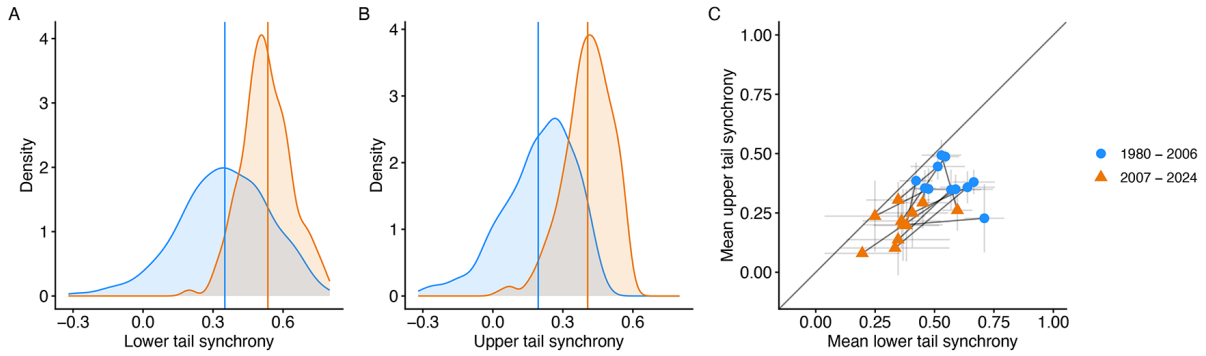 A
Density
4
3
2
1
0
−0.3
0.0
0.3
0.6
Lower tail synchrony
B
Density
4
3
2
1
0
−0.3
0.0
0.3
0.6
Upper tail synchrony
C
Mean upper tail synchrony
1.00
0.75
0.50
0.25
0.00
0.00
0.25
0.50
0.75
1.00
Mean lower tail synchrony
1980 − 2006
2007 − 2024